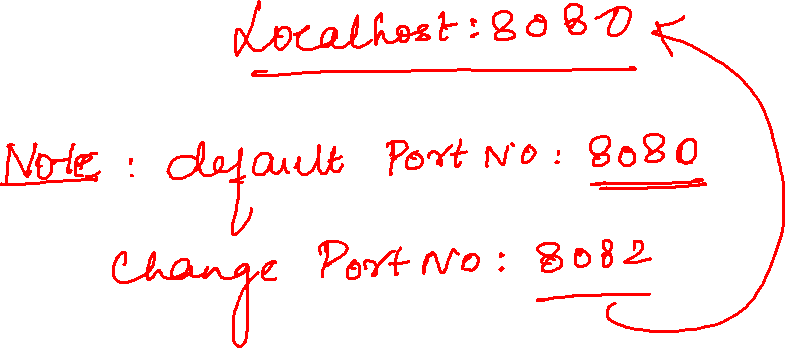 Localhost:8080
Note : default Port No : 8080
Change Port No : 8082